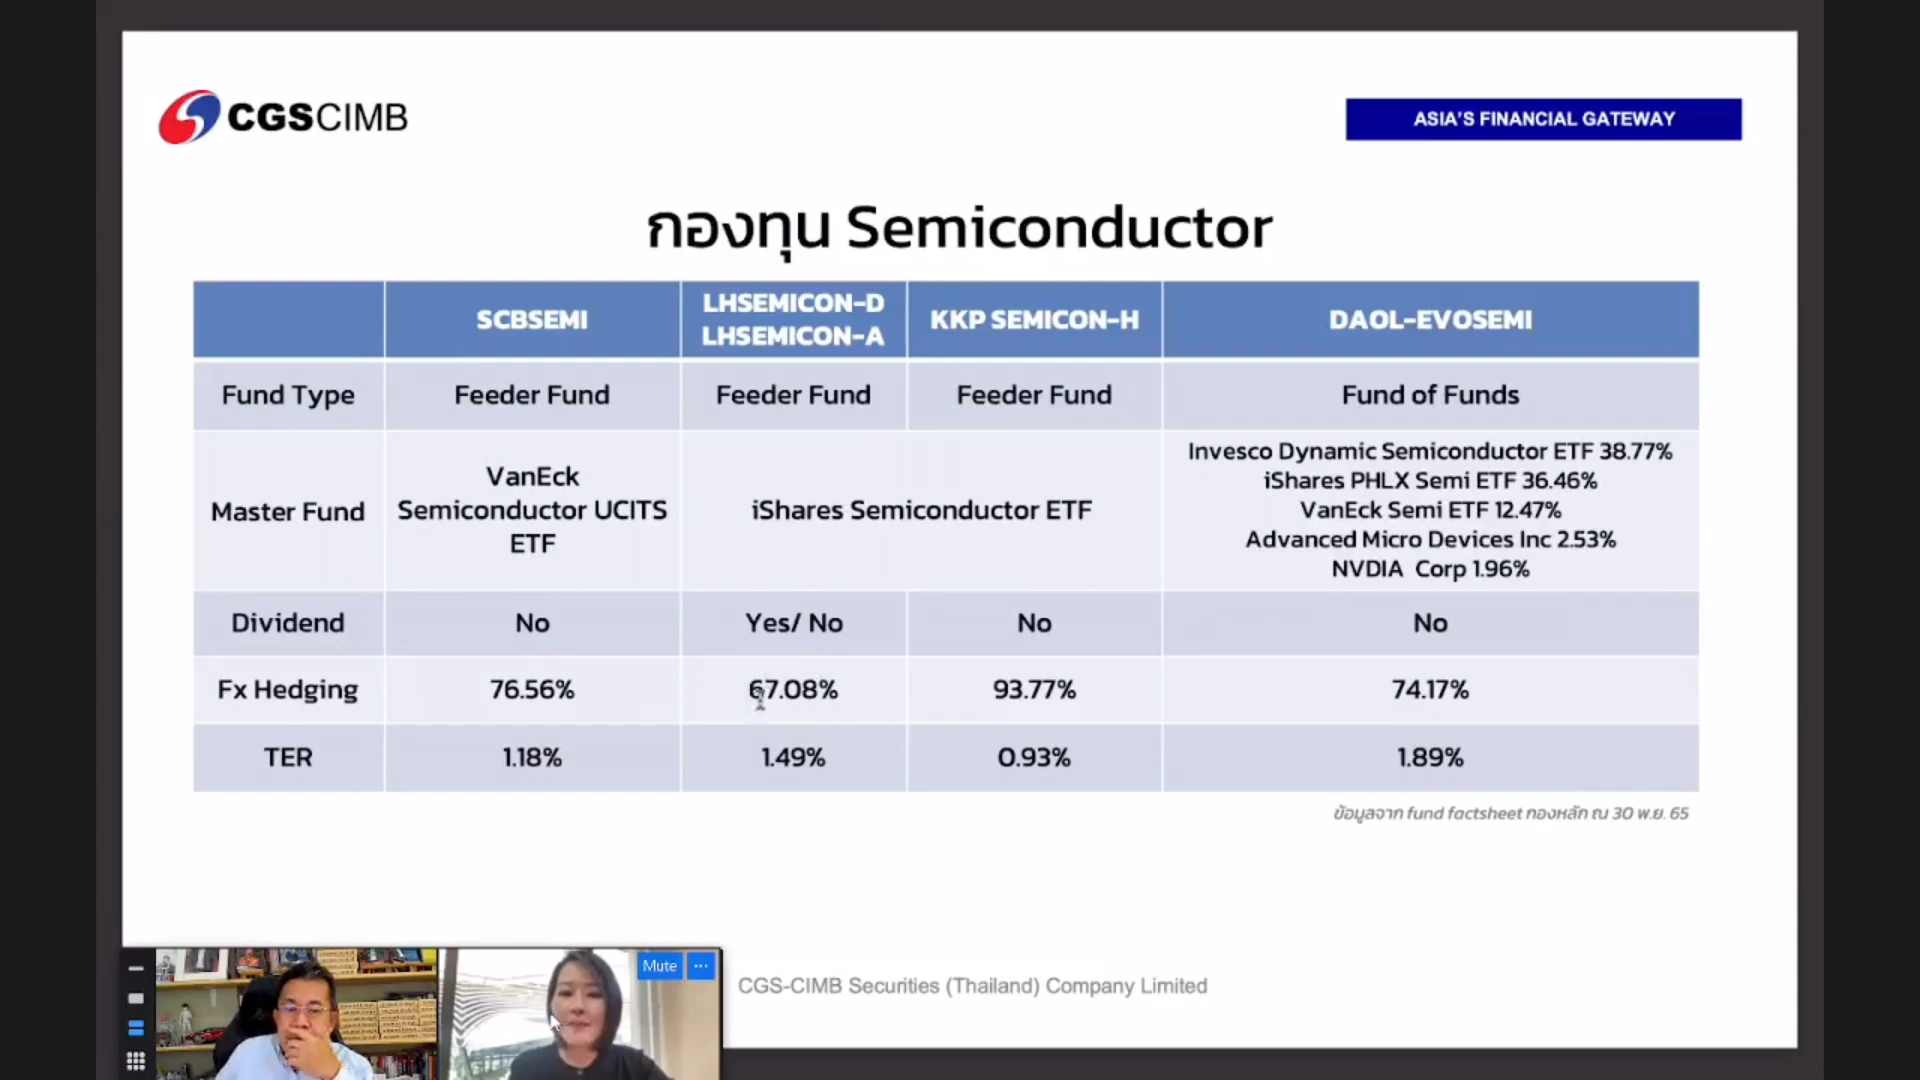 CGSCIMB
ASIA'S FINANCIAL GATEWAY
กองทุน Semiconductor
SCBSEMI
LHSEMICON-D
LHSEMICON-A
KKP SEMICON-H
DAOL-EVOSEMI
Fund Type
Feeder Fund
Feeder Fund
Feeder Fund
Fund of Funds
Master Fund
VanEck
Semiconductor UCITS
ETF
iShares Semiconductor ETF
Invesco Dynamic Semiconductor ETF 38.77%
iShares PHLX Semi ETF 36.46%
VanEck Semi ETF 12.47%
Advanced Micro Devices Inc 2.53%
NVDIA Corp 1.96%
Dividend
No
Yes/ No
No
No
Fx Hedging
76.56%
67.08%
93.77%
74.17%
TER
1.18%
1.49%
0.93%
1.89%
ข้อมูลจาก fund factsheet กองหลัก ณ 30 พ.ย. 65
Mute
CGS-CIMB Securities (Thailand) Company Limited